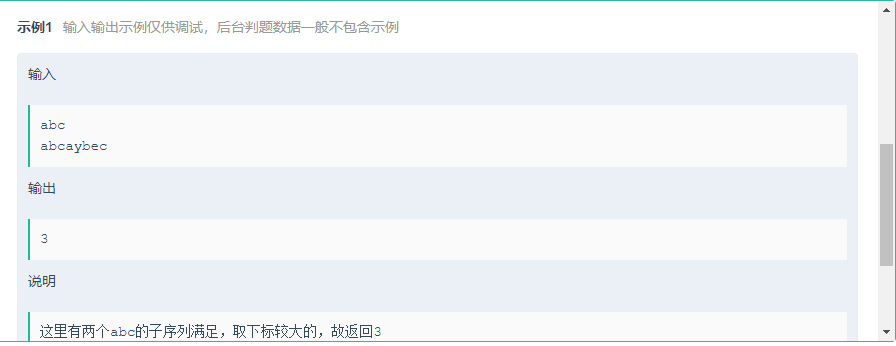 示例1 输入输出示例仅供调试，后台判题数据一般不包含示例
输入
abc
abcaybec
输出
3
说明
这里有两个abc的子序列满足，取下标较大的，故返回3